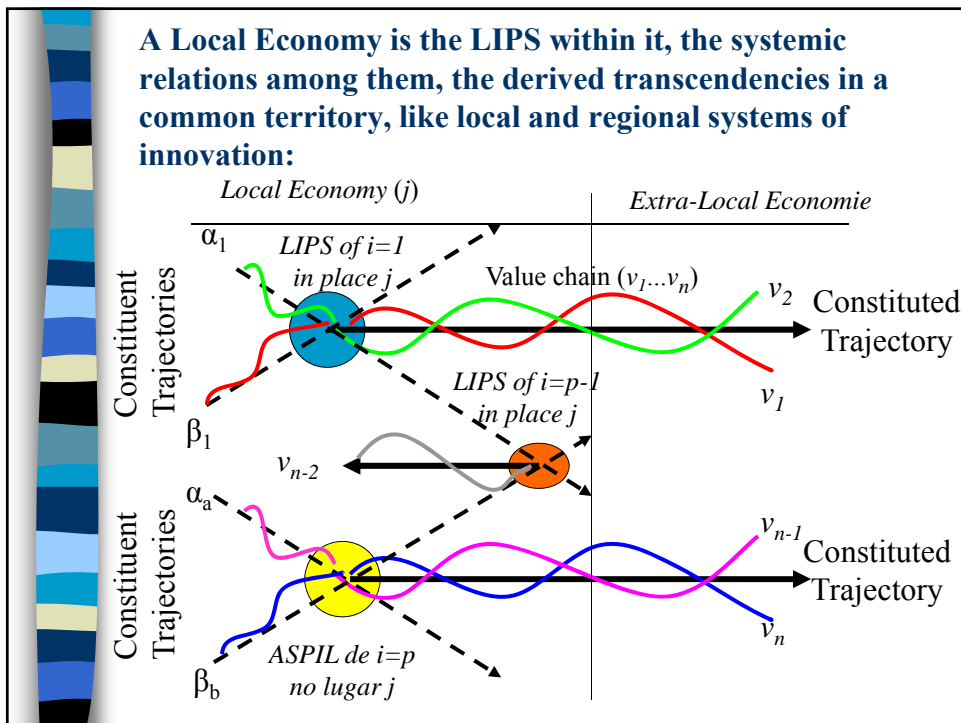 A Local Economy is the LIPS within it, the systemic
relations among them, the derived transcendencies in a
common territory, like local and regional systems of
innovation:
Local Economy (j)
Extra-Local Economie
α1
LIPS of i=1
in place j
Value chain (v1...vn)
v2
Constituent
Trajectories
Constituted
Trajectory
LIPS of i=p-1
in place j
v1
β1
vn-2
αa
vn-1
Constituent
Trajectories
Constituted
Trajectory
vn
ASPIL de i=p
no lugar j
βb